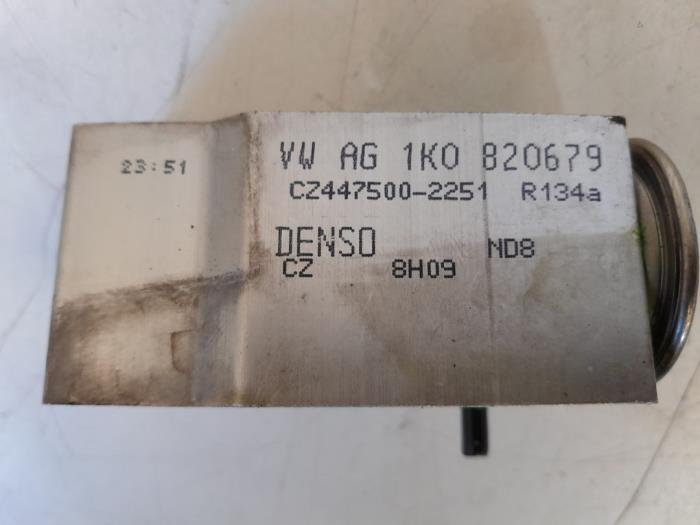 23:51
VW AG 1K0 820679
CZ447500-2251 R134a
DENSO ND8
CZ 8H09